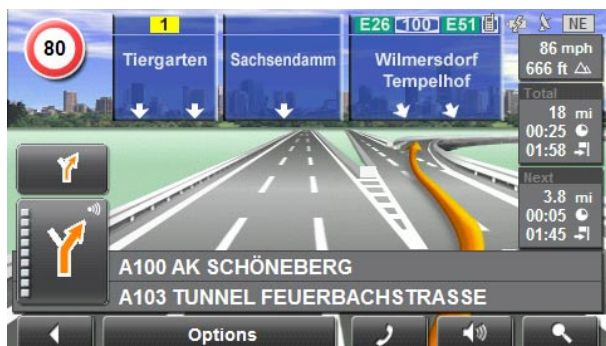 80
1
Tiergarten
Sachsendamm
E26 100 E51
Wilmersdorf
Tempelhof
NE
86 mph
666 ft
Total
18 mi
00:25
01:58
Next
3.8 mi
00:05
01:45
A100 AK SCHÖNEBERG
A103 TUNNEL FEUERBACHSTRASSE
Options